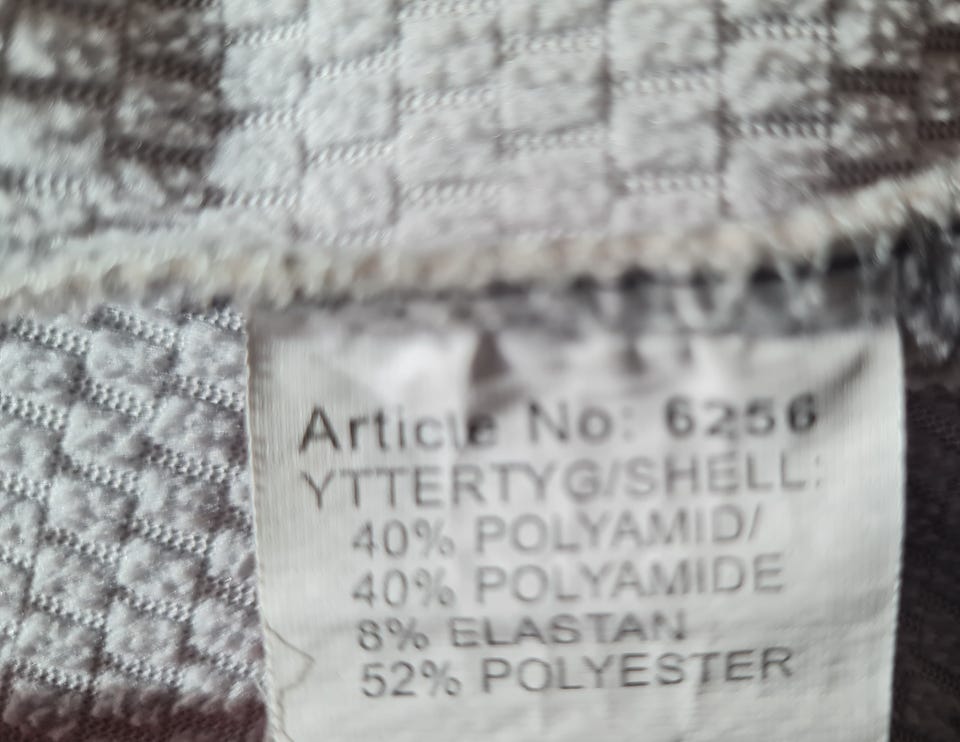 Article No: 6256
YTTERTYG/SHELL:
40% POLYAMID/
40% POLYAMIDE
8% ELASTAN
52% POLYESTER